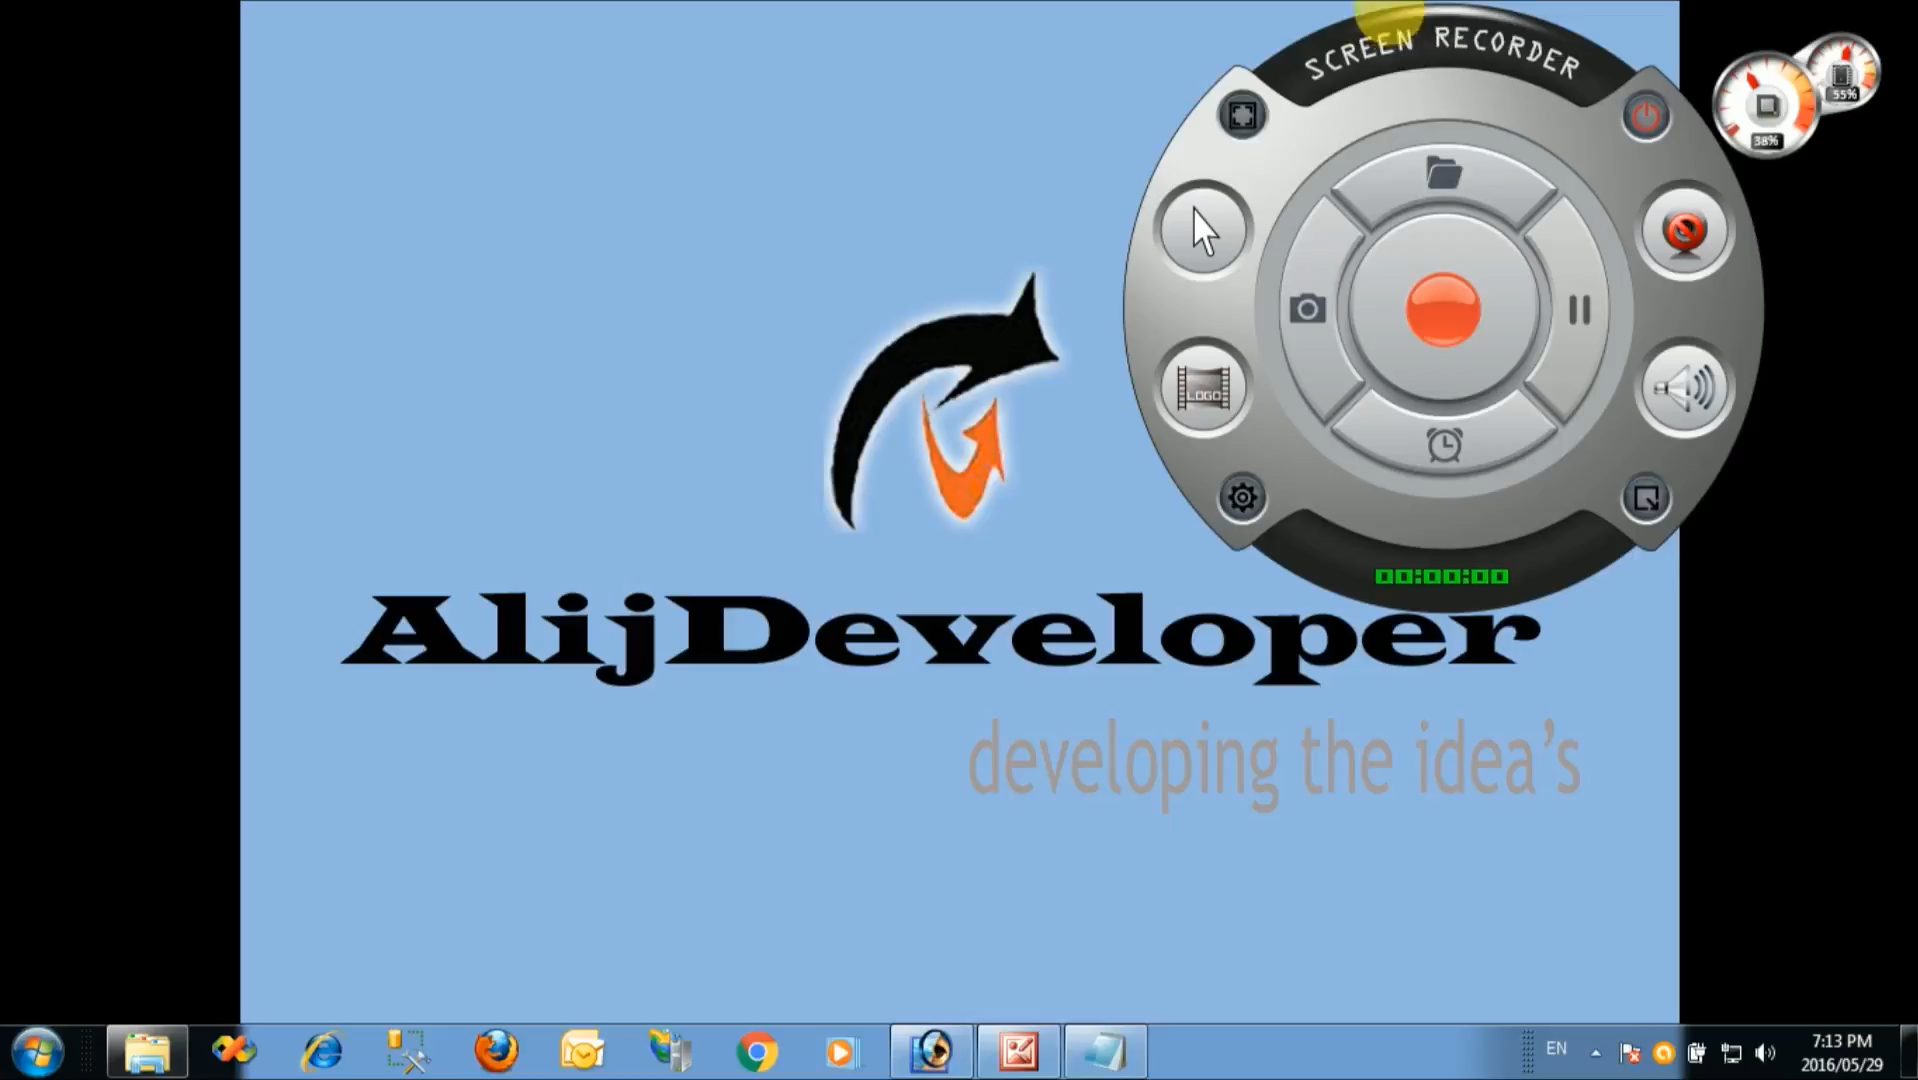 SCREEN RECORDER
55%
38%
LOGO
00:00:00
AlijDeveloper
developing the idea's
EN
7:13 PM
2016/05/29